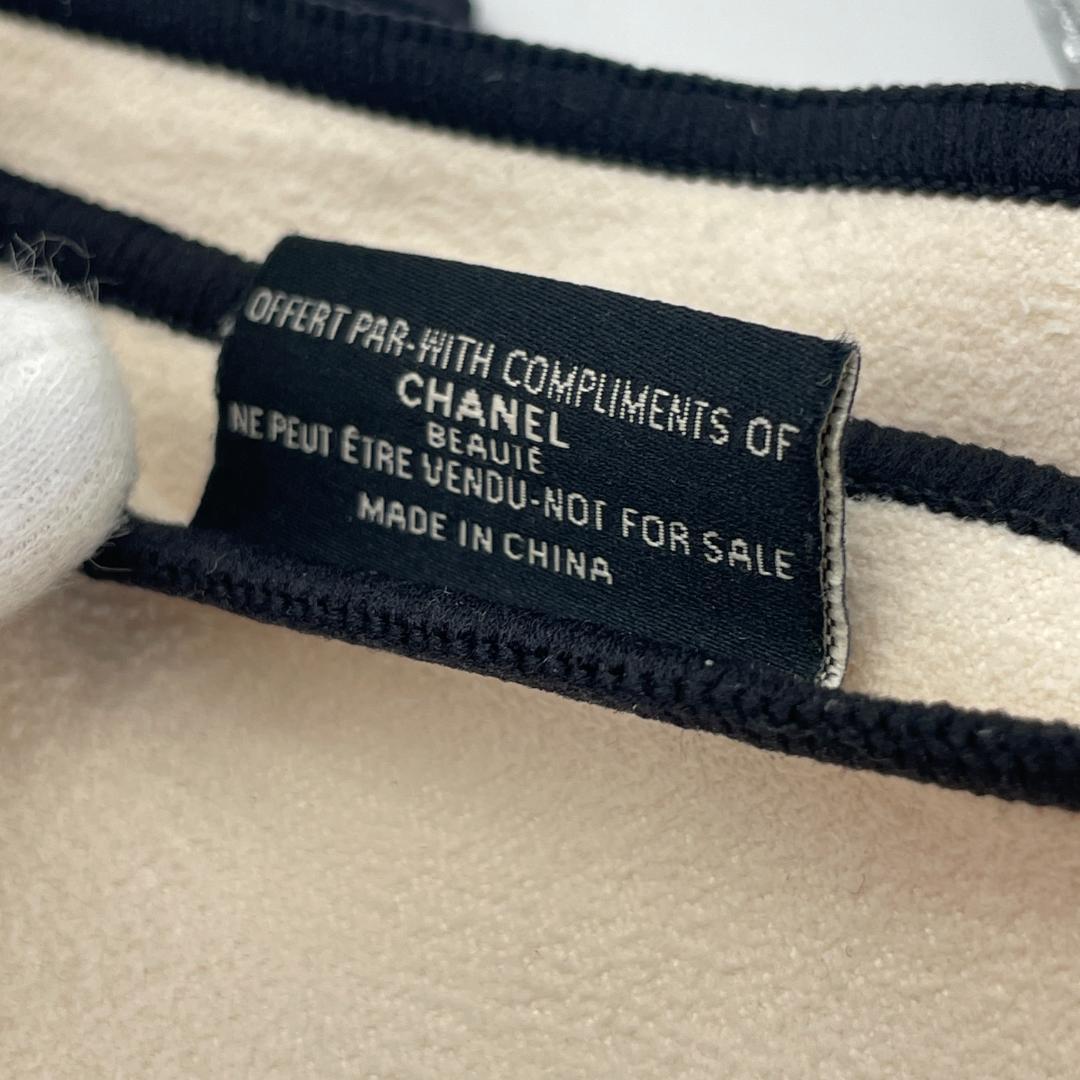 OFFERT PAR-WITH COMPLIMENTS OF
CHANEL
BEAUTÉ
NE PEUT ÊTRE VENDU-NOT FOR SALE
MADE IN CHINA